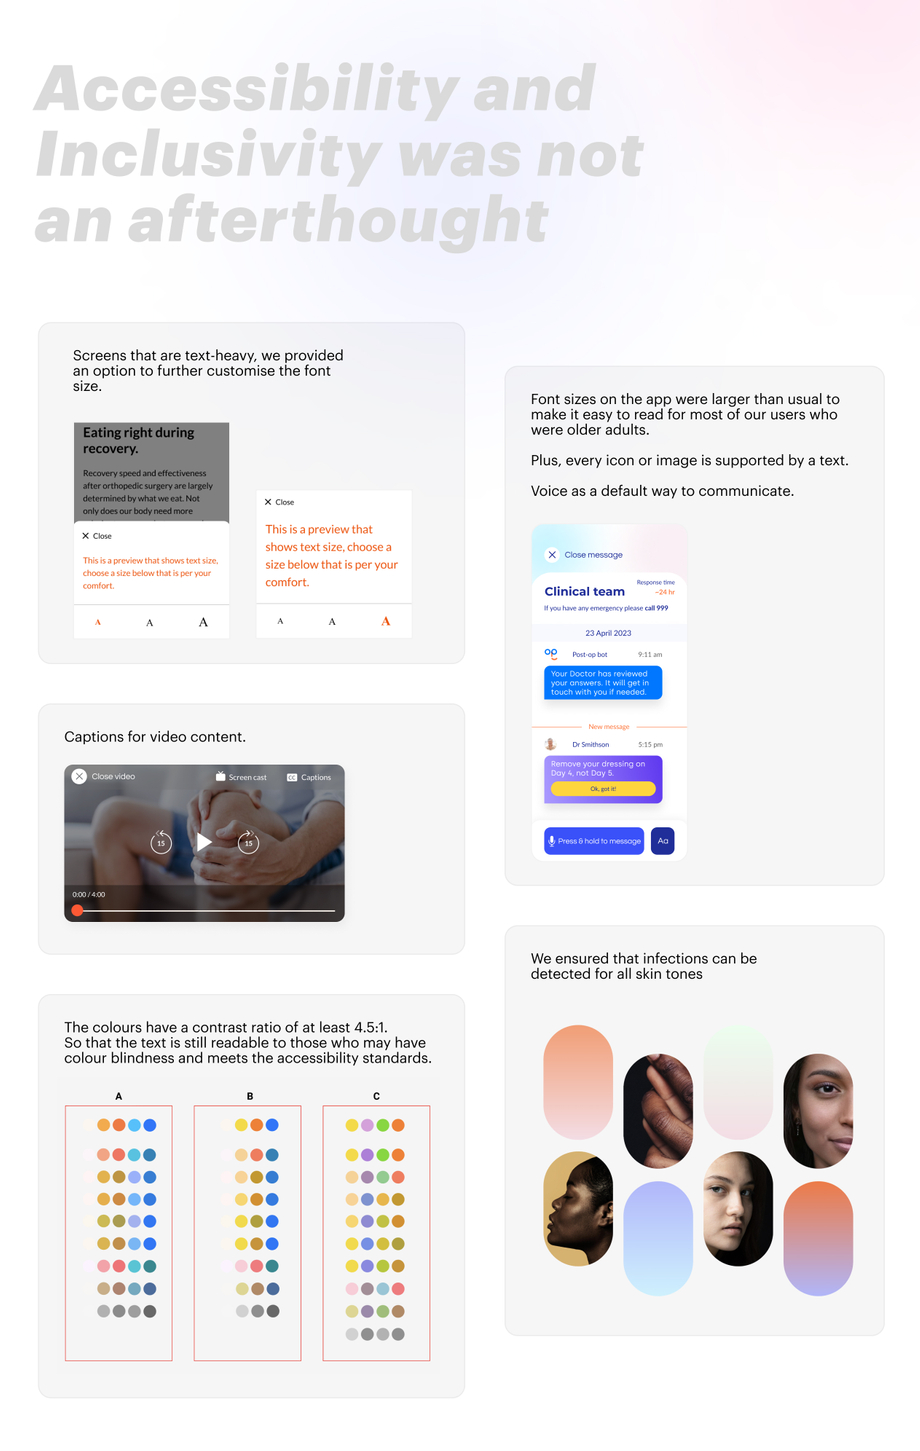 Accessibility and
Inclusivity was not
an afterthought
Screens that are text-heavy, we provided
an option to further customise the font
size.
Eating right during
recovery.
Recovery speed and effectiveness
after orthopedic surgery are largely
determined by what we eat. Not
only does our body need more
Close
This is a preview that shows text size,
choose a size below that is per your
comfort.
A A A
Close
This is a preview that
shows text size, choose a
size below that is per your
comfort.
A A A
Font sizes on the app were larger than usual to
make it easy to read for most of our users who
were older adults.
Plus, every icon or image is supported by a text.
Voice as a default way to communicate.
Close message
Response time
Clinical team
~24 hr
If you have any emergency please call 999
23 April 2023
op
Post-op bot 9:11 am
Your Doctor has reviewed
your answers. It will get in
touch with you if needed.
New message
Dr Smithson 5:15 pm
Remove your dressing on
Day 4, not Day 5.
Ok, got it!
Press & hold to message
Aa
Captions for video content.
Close video
Screen cast
CC Captions
15 15
0:00 / 4:00
The colours have a contrast ratio of at least 4.5:1.
So that the text is still readable to those who may have
colour blindness and meets the accessibility standards.
A B C
We ensured that infections can be
detected for all skin tones